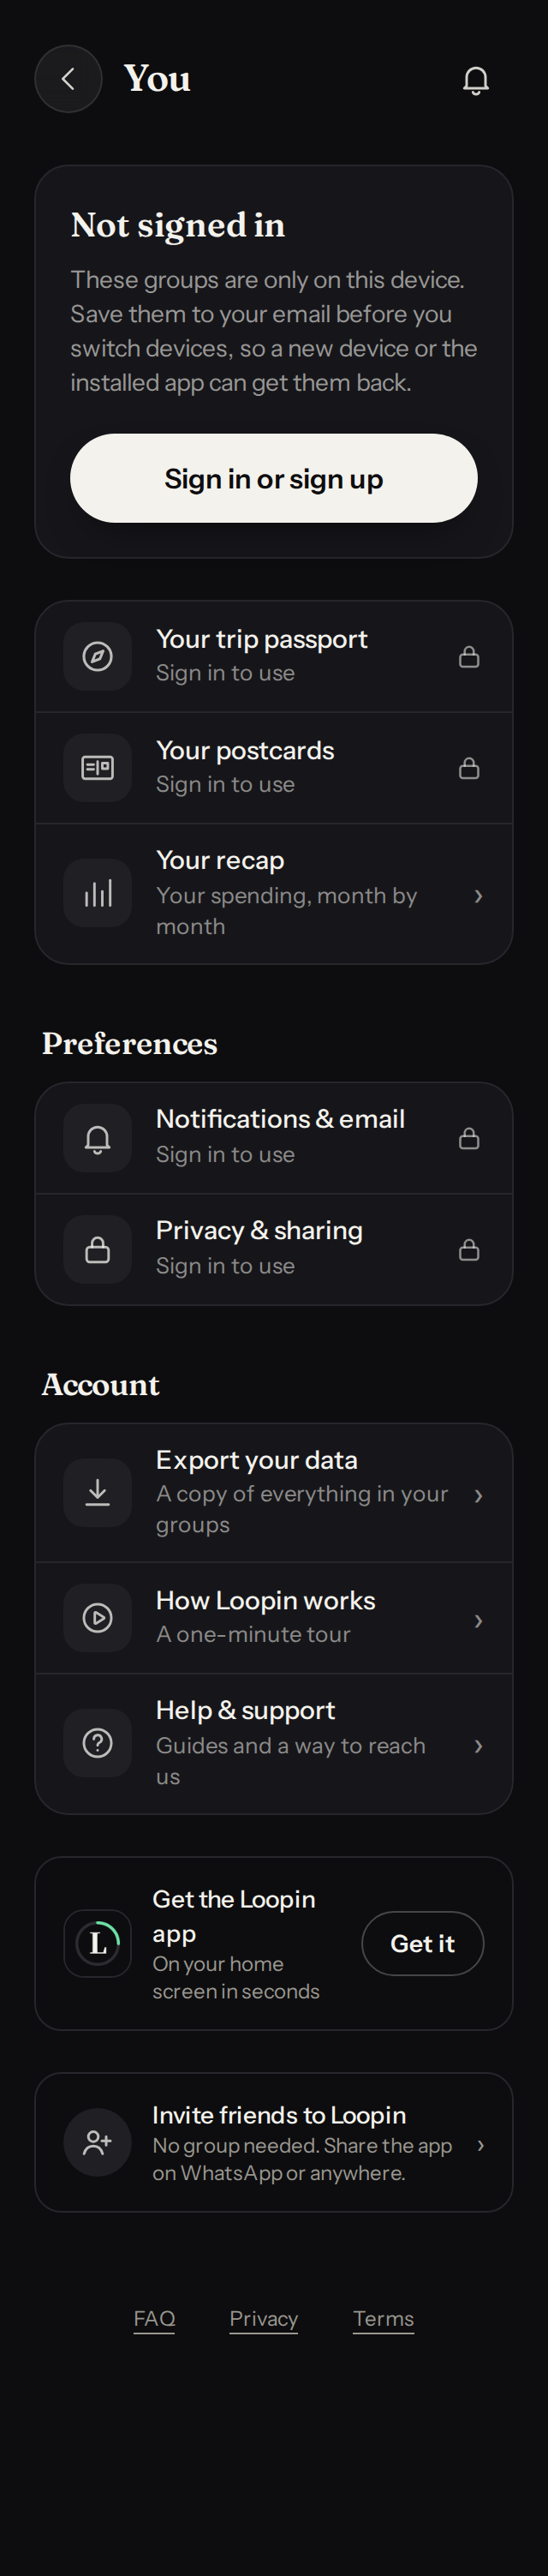 You
Not signed in
These groups are only on this device.
Save them to your email before you
switch devices, so a new device or the
installed app can get them back.
Sign in or sign up
Your trip passport
Sign in to use
Your postcards
Sign in to use
Your recap
Your spending, month by
month
Preferences
Notifications & email
Sign in to use
Privacy & sharing
Sign in to use
Account
Export your data
A copy of everything in your
groups
How Loopin works
A one-minute tour
Help & support
Guides and a way to reach
us
L
Get the Loopin
app
On your home
screen in seconds
Get it
Invite friends to Loopin
No group needed. Share the app
on WhatsApp or anywhere.
FAQ Privacy Terms